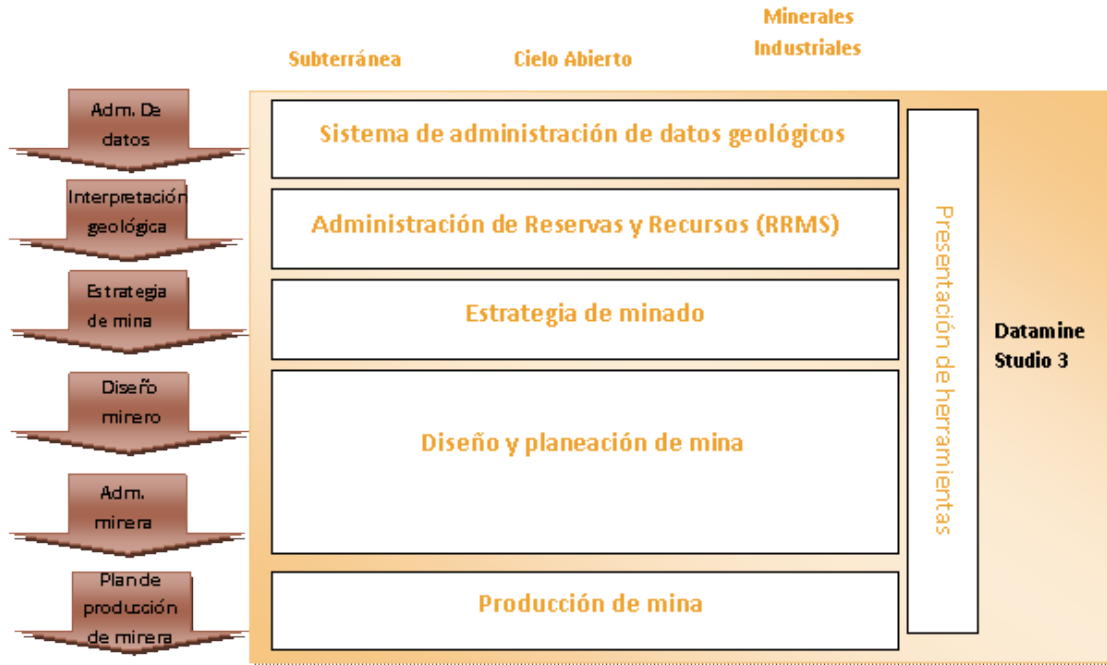 Minerales
Industriales
Subterránea
Cielo Abierto
Adm. De
datos
Sistema de administración de datos geológicos
Interpretación
geológica
Administración de Reservas y Recursos (RRMS)
Estrategia
de mina
Estrategia de minado
Diseño
minero
Diseño y planeación de mina
Adm.
minera
Plan de
producción
de minera
Producción de mina
Presentación de herramientas
Datamine
Studio 3